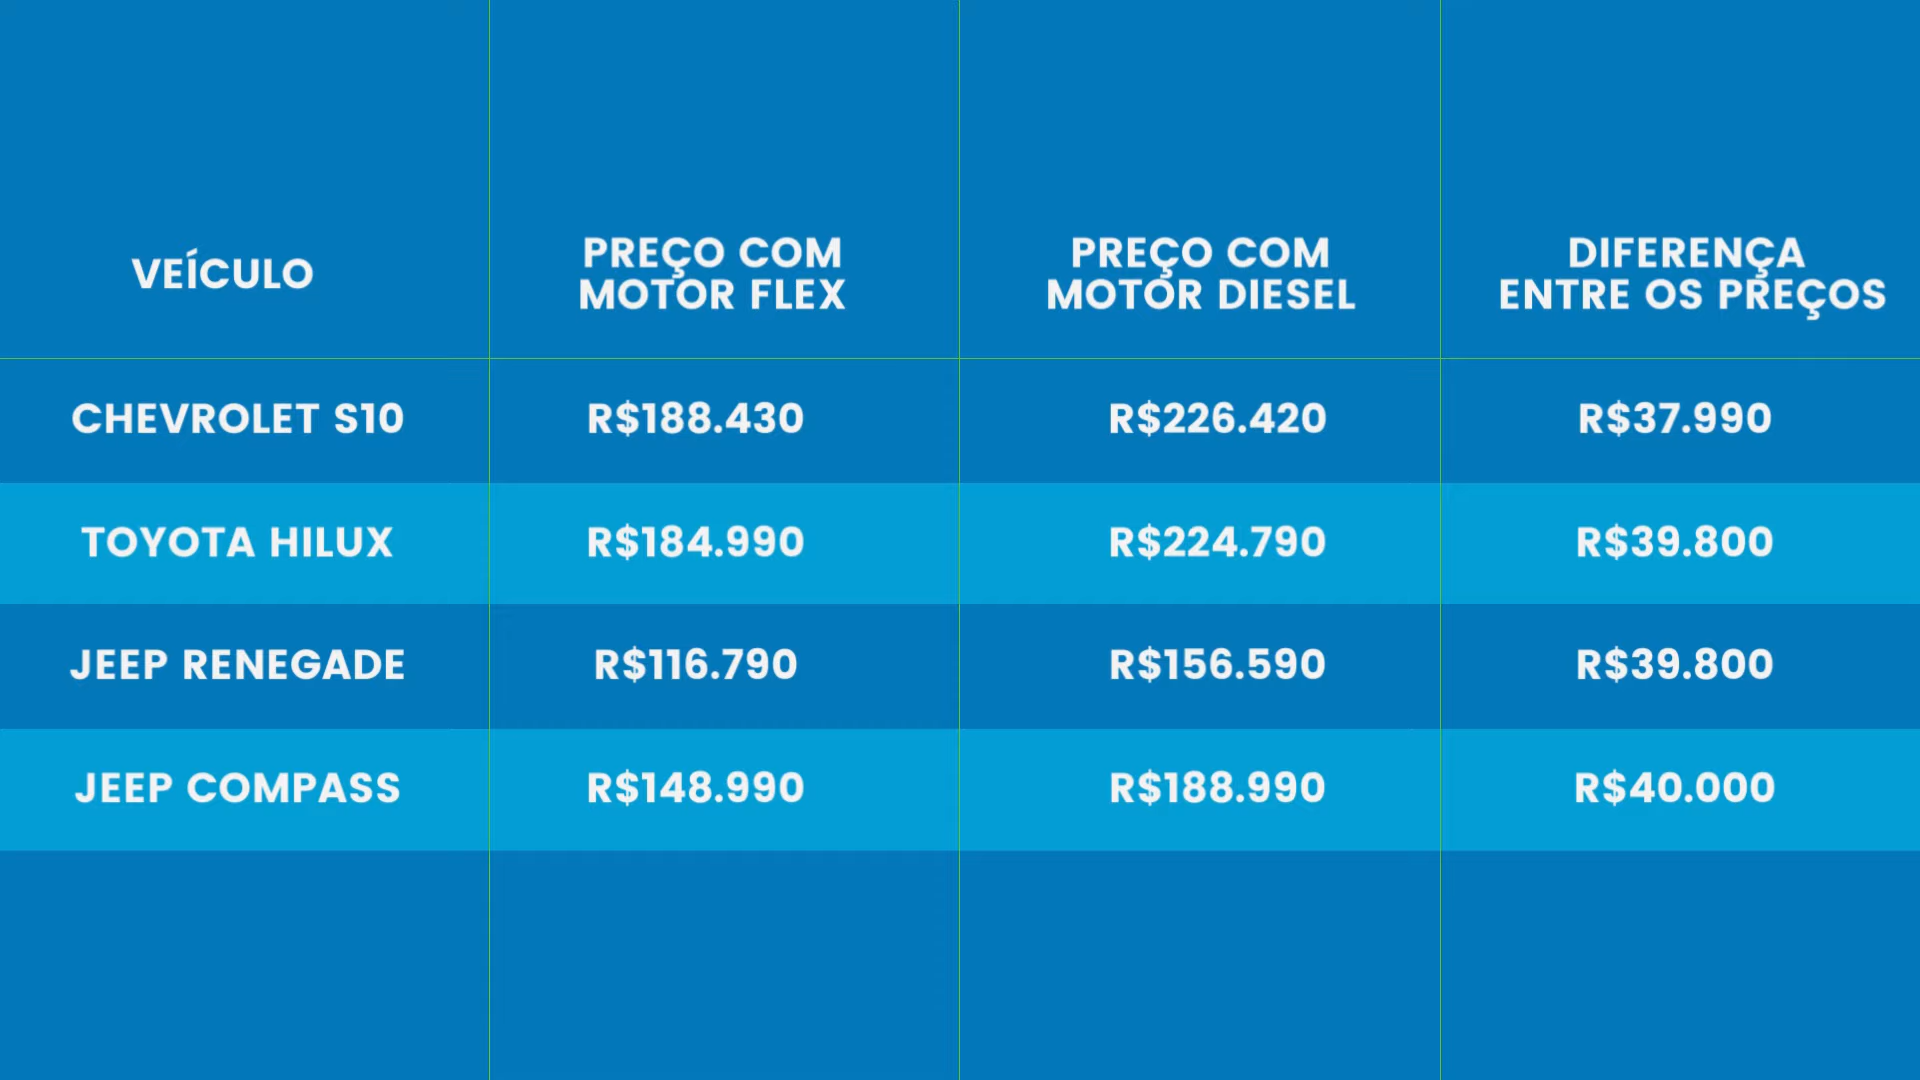 VEÍCULO
PREÇO COM
MOTOR FLEX
PREÇO COM
MOTOR DIESEL
DIFERENÇA
ENTRE OS PREÇOS
CHEVROLET S10
R$188.430
R$226.420
R$37.990
TOYOTA HILUX
R$184.990
R$224.790
R$39.800
JEEP RENEGADE
R$116.790
R$156.590
R$39.800
JEEP COMPASS
R$148.990
R$188.990
R$40.000